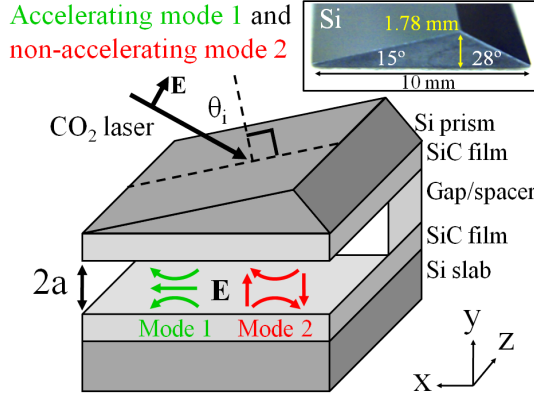 Accelerating mode 1 and
non-accelerating mode 2
Si
1.78 mm
15°
28°
10 mm
E
θi
CO2 laser
Si prism
SiC film
Gap/spacer
SiC film
Si slab
2a
E
Mode 1
Mode 2
y
z
x